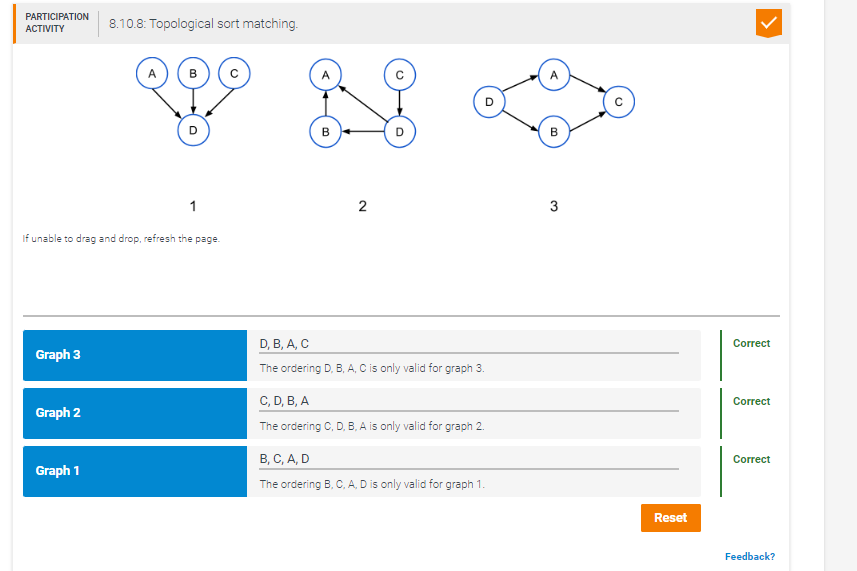 PARTICIPATION
ACTIVITY
8.10.8: Topological sort matching.
A B C
D
A C
B D
D A B C
1 2 3
If unable to drag and drop, refresh the page.
Graph 3
D, B, A, C
The ordering D, B, A, C is only valid for graph 3.
Correct
Graph 2
C, D, B, A
The ordering C, D, B, A is only valid for graph 2.
Correct
Graph 1
B, C, A, D
The ordering B, C, A, D is only valid for graph 1.
Correct
Reset
Feedback?